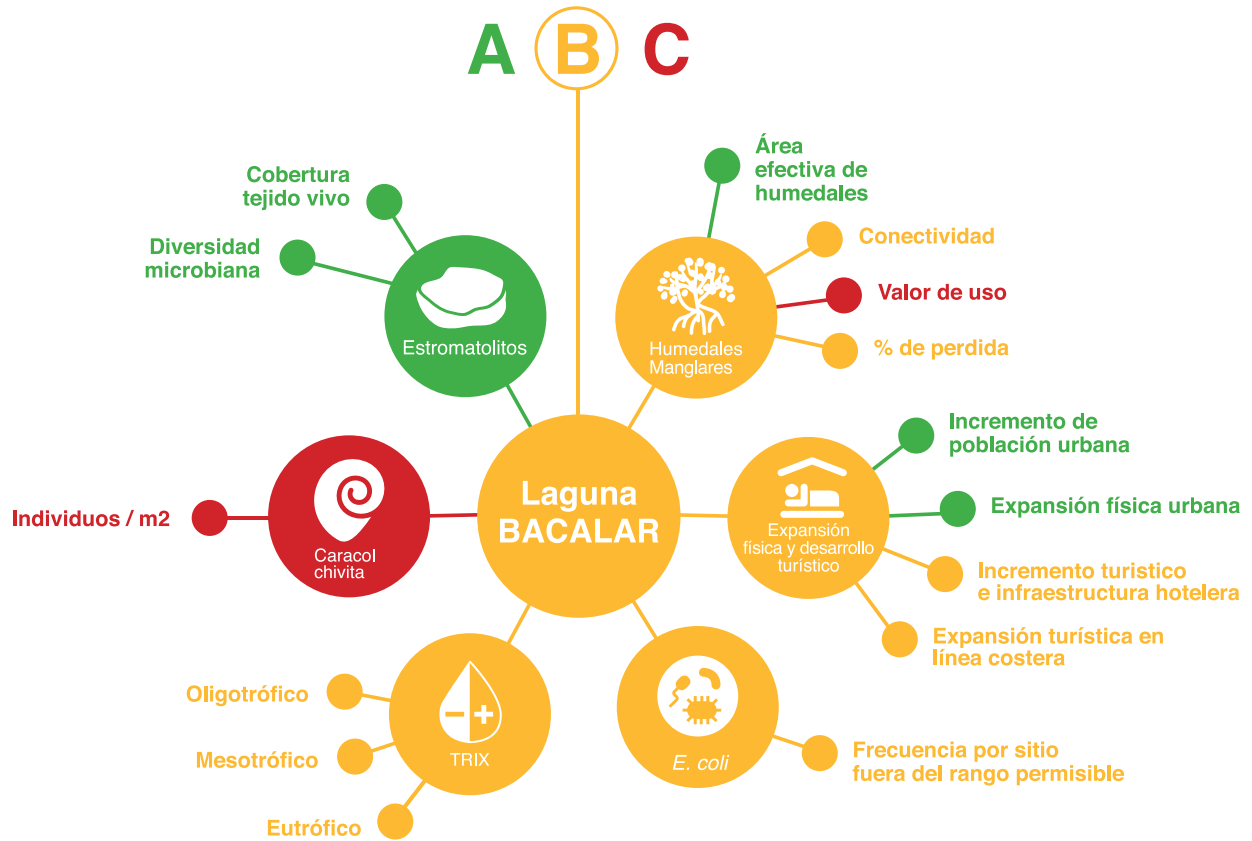 A B C
Cobertura
tejido vivo
Diversidad
microbiana
Estromatolitos
Área
efectiva de
humedales
Conectividad
Valor de uso
% de perdida
Humedales
Manglares
Individuos / m2
Caracol
chivita
Laguna
BACALAR
Expansión
física y desarrollo
turístico
Incremento de
población urbana
Expansión física urbana
Incremento turistico
e infraestructura hotelera
Expansión turística en
línea costera
Oligotrófico
Mesotrófico
Eutrófico
TRIX
E. coli
Frecuencia por sitio
fuera del rango permisible